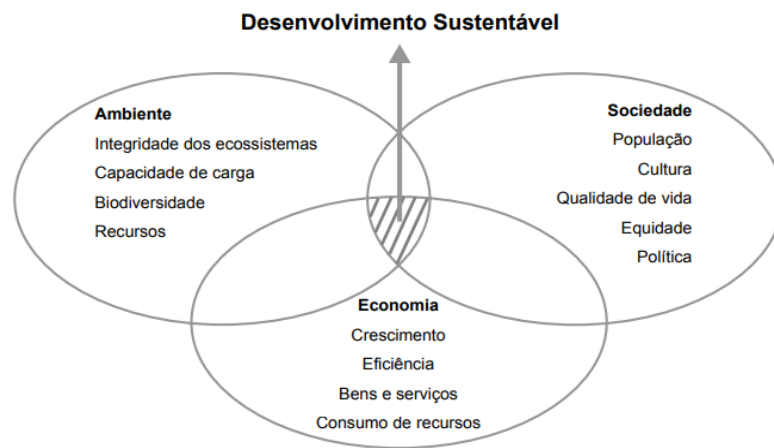 Desenvolvimento Sustentável
Ambiente
Integridade dos ecossistemas
Capacidade de carga
Biodiversidade
Recursos
Sociedade
População
Cultura
Qualidade de vida
Equidade
Política
Economia
Crescimento
Eficiência
Bens e serviços
Consumo de recursos